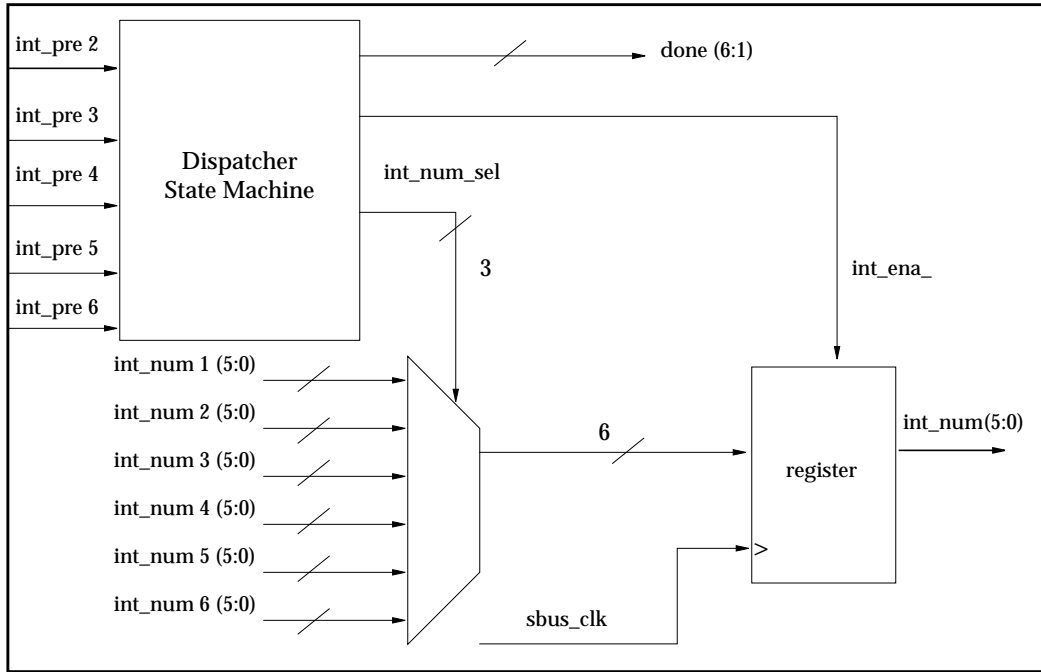 int_pre 2
done (6:1)
int_pre 3
Dispatcher
State Machine
int_pre 4
int_num_sel
int_pre 5
3
int_ena_
int_pre 6
int_num 1 (5:0)
int_num 2 (5:0)
int_num(5:0)
6
int_num 3 (5:0)
register
int_num 4 (5:0)
int_num 5 (5:0)
>
int_num 6 (5:0)
sbus_clk